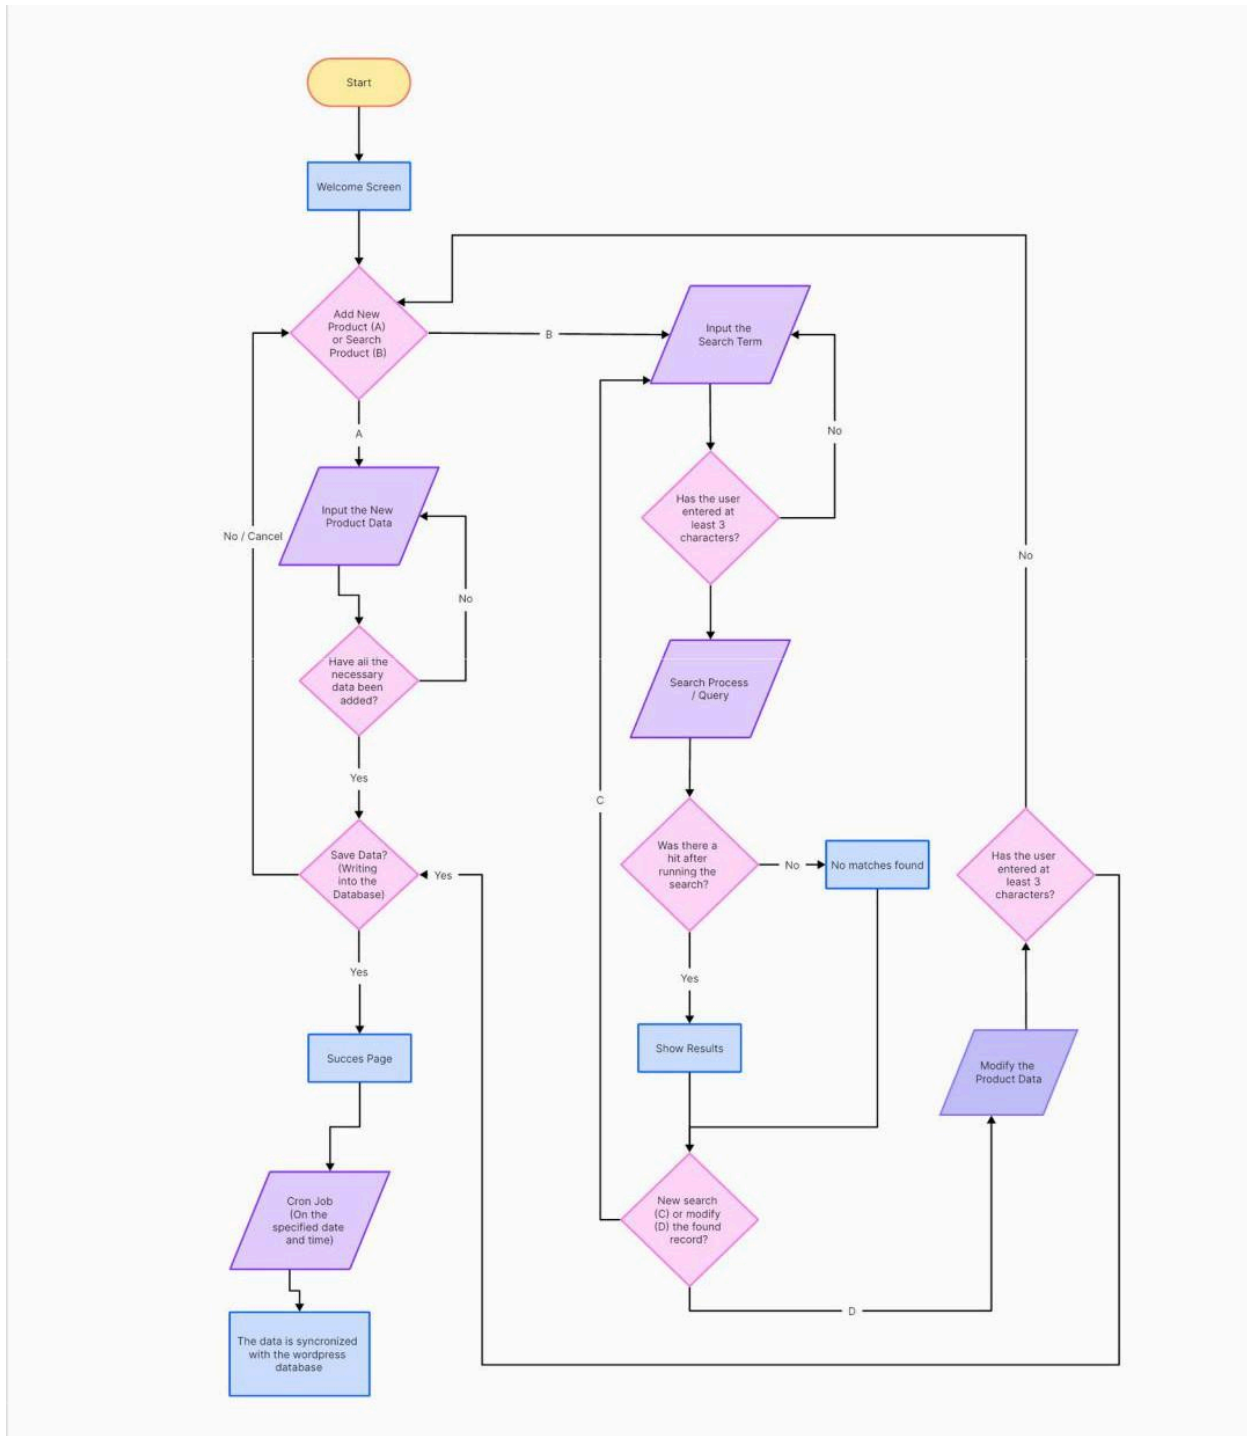 Start
Welcome Screen
Add New
Product (A)
or Search
Product (B)
B
Input the
Search Term
No
A
Input the New
Product Data
No / Cancel
No
Has the user
entered at
least 3
characters?
No
Have all the
necessary
data been
added?
Search Process
/ Query
Yes
C
Save Data?
(Writing
into the
Database)
Yes
Was there a
hit after
running the
search?
No
No matches found
Has the user
entered at
least 3
characters?
Yes
Yes
Succes Page
Show Results
Modify the
Product Data
Cron Job
(On the
specified date
and time)
New search
(C) or modify
(D) the found
record?
D
The data is syncronized
with the wordpress
database